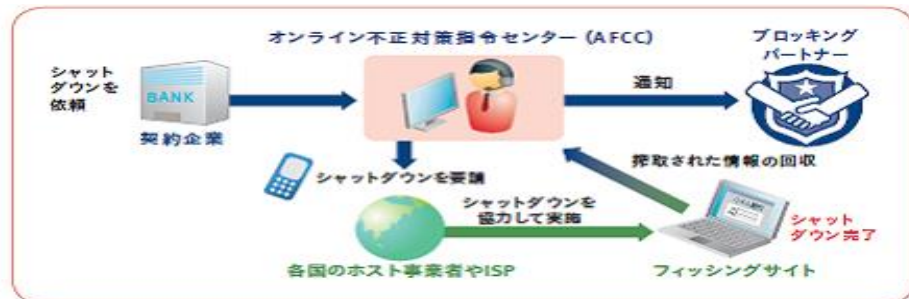 オンライン不正対策指令センター(AFCC)
ブロッキング
パートナー
シャット
ダウンを
依頼
BANK
契約企業
通知
搾取された情報の回収
シャットダウンを要請
シャットダウンを
協力して実施
シャット
ダウン完了
各国のホスト事業者やISP
フィッシングサイト